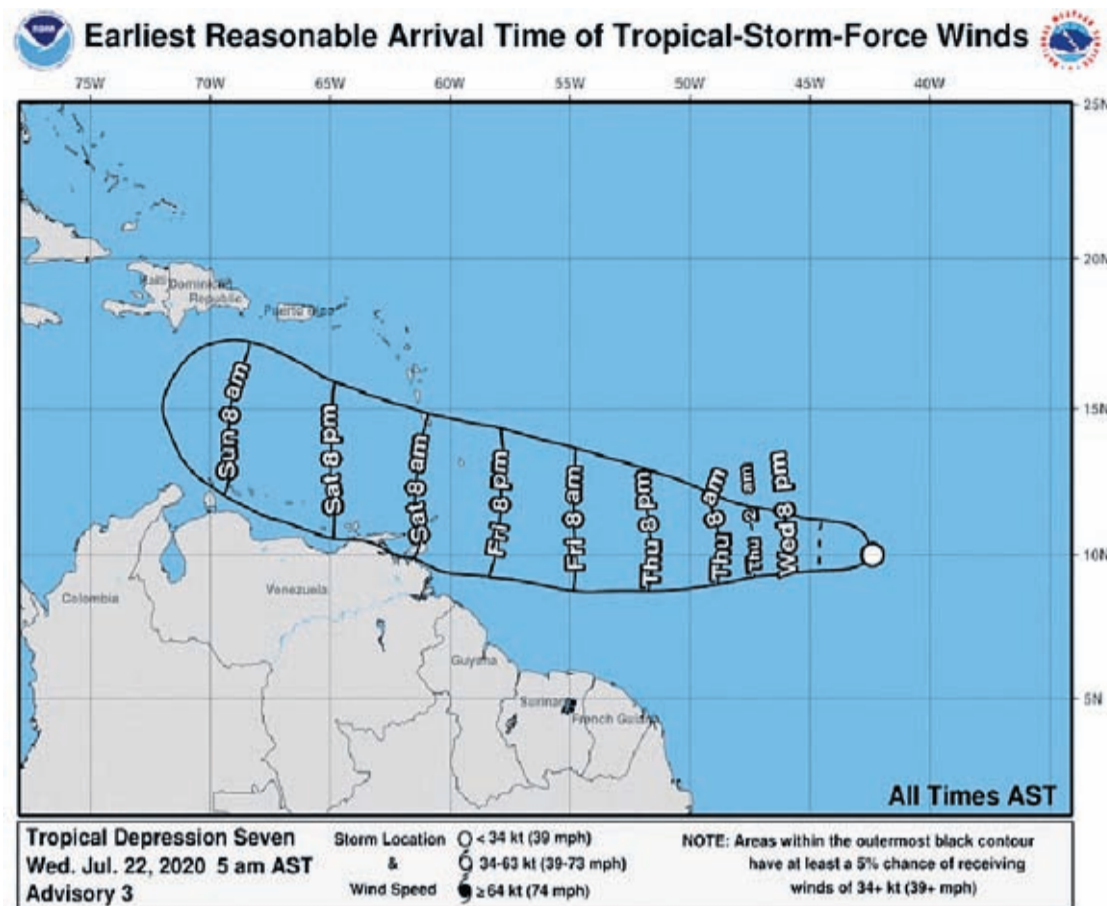 NOAA
Earliest Reasonable Arrival Time of Tropical-Storm-Force Winds
75W 70W 65W 60W 55W 50W 45W 40W
25N
20N
15N
10N
5N
Haiti
Dominican
Republic
Puerto Rico
Sun 8 am
Sat 8 pm
Sat 8 am
Fri 8 pm
Fri 8 am
Thu 8 pm
Thu 8 am
Thu -2 am
Wed 8 pm
Colombia
Venezuela
Guyana
Suriname
French Guiana
All Times AST
Tropical Depression Seven
Wed. Jul. 22, 2020 5 am AST
Advisory 3
Storm Location
&
Wind Speed
< 34 kt (39 mph)
34-63 kt (39-73 mph)
≥ 64 kt (74 mph)
NOTE: Areas within the outermost black contour
have at least a 5% chance of receiving
winds of 34+ kt (39+ mph)